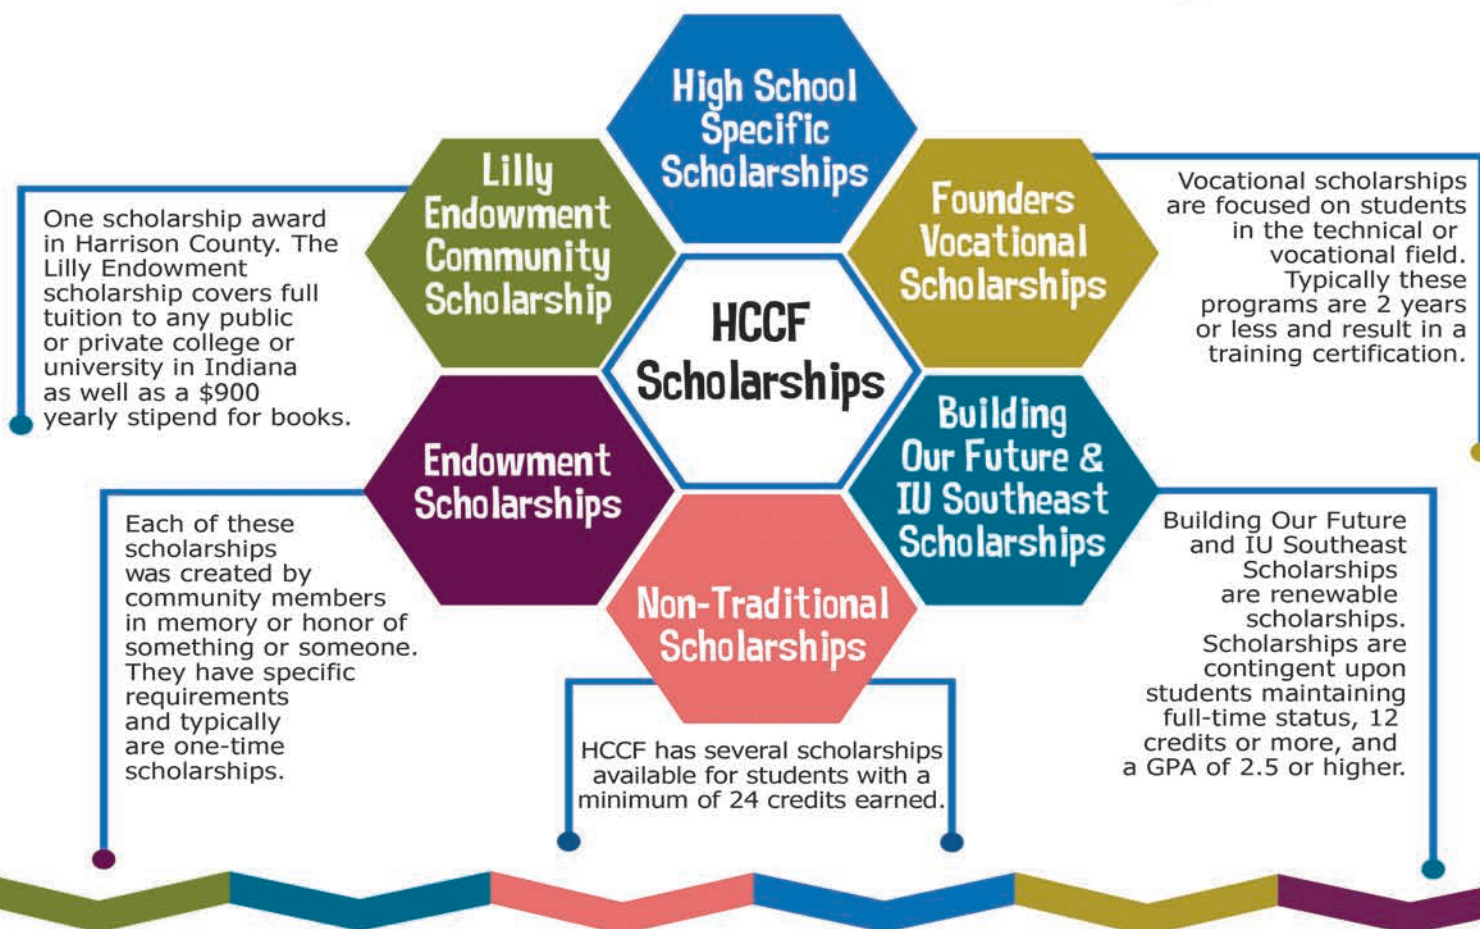 High School
Specific
Scholarships
Lilly
Endowment
Community
Scholarship
Founders
Vocational
Scholarships
HCCF
Scholarships
Endowment
Scholarships
Building
Our Future &
IU Southeast
Scholarships
Non-Traditional
Scholarships
One scholarship award
in Harrison County. The
Lilly Endowment
scholarship covers full
tuition to any public
or private college or
university in Indiana
as well as a $900
yearly stipend for books.
Vocational scholarships
are focused on students
in the technical or
vocational field.
Typically these
programs are 2 years
or less and result in a
training certification.
Each of these
scholarships
was created by
community members
in memory or honor of
something or someone.
They have specific
requirements
and typically
are one-time
scholarships.
HCCF has several scholarships
available for students with a
minimum of 24 credits earned.
Building Our Future
and IU Southeast
Scholarships
are renewable
scholarships.
Scholarships are
contingent upon
students maintaining
full-time status, 12
credits or more, and
a GPA of 2.5 or higher.